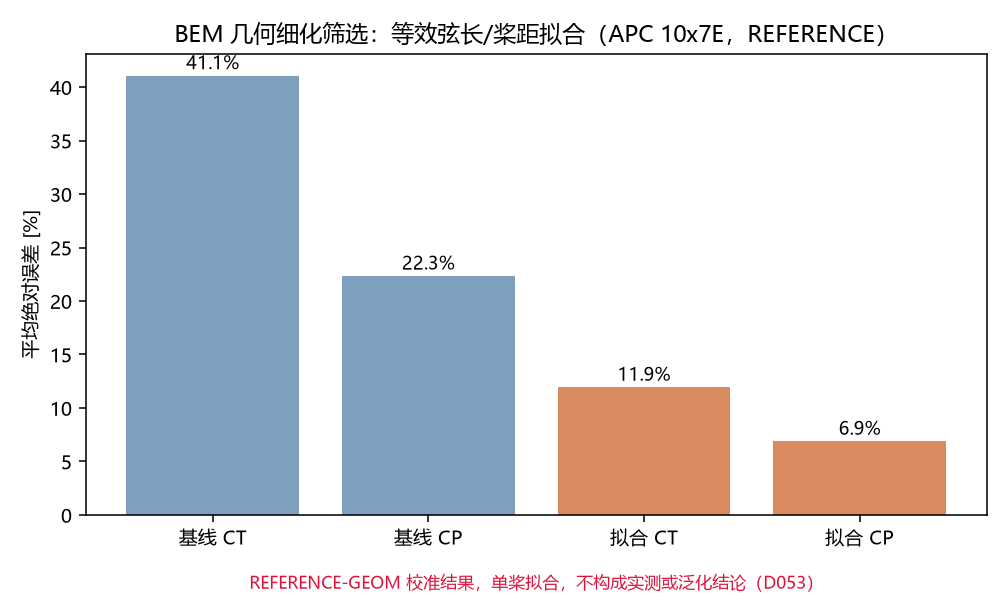 BEM 几何细化筛选：等效弦长/桨距拟合（APC 10x7E，REFERENCE）
平均绝对误差 [%]
40
35
30
25
20
15
10
5
0
41.1%
22.3%
11.9%
6.9%
基线 CT
基线 CP
拟合 CT
拟合 CP
REFERENCE-GEOM 校准结果，单桨拟合，不构成实测或泛化结论（D053）